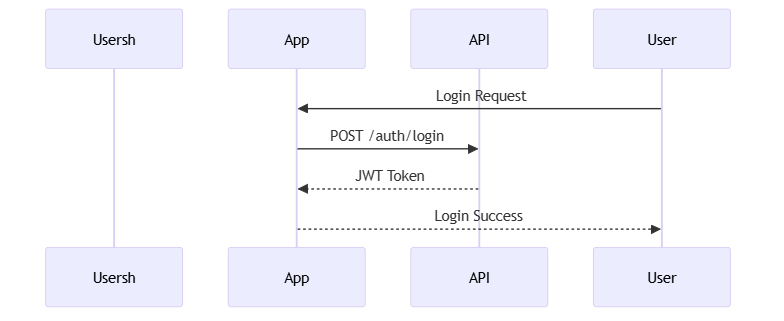 Usersh
App
API
User
Login Request
POST /auth/login
JWT Token
Login Success
Usersh
App
API
User